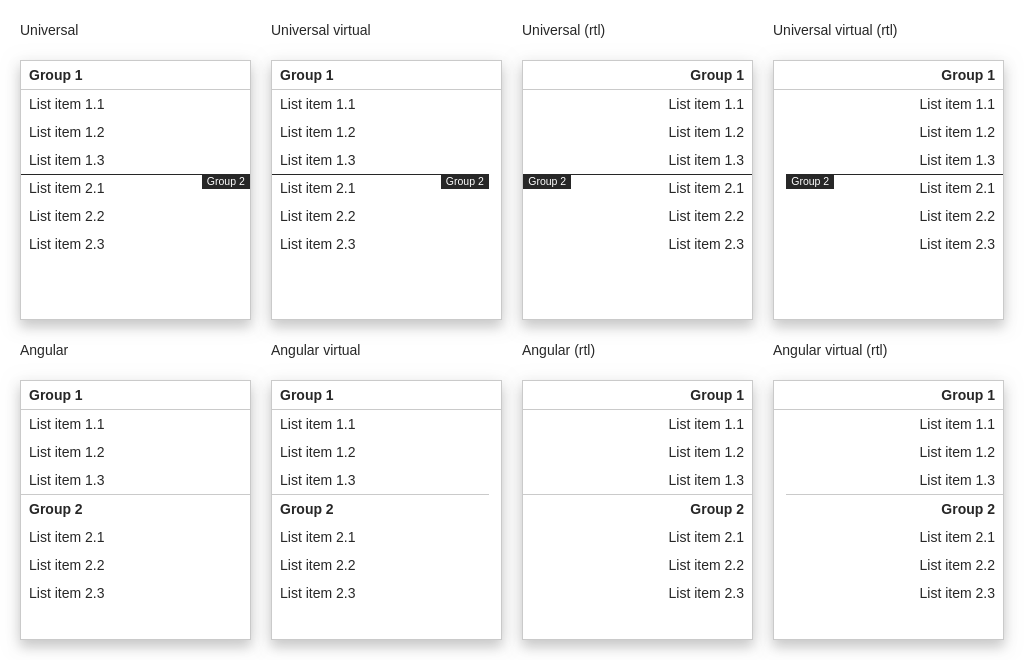 Universal
Group 1
List item 1.1
List item 1.2
List item 1.3
Group 2
List item 2.1
List item 2.2
List item 2.3
Universal virtual
Group 1
List item 1.1
List item 1.2
List item 1.3
Group 2
List item 2.1
List item 2.2
List item 2.3
Universal (rtl)
Group 1
List item 1.1
List item 1.2
List item 1.3
Group 2
List item 2.1
List item 2.2
List item 2.3
Universal virtual (rtl)
Group 1
List item 1.1
List item 1.2
List item 1.3
Group 2
List item 2.1
List item 2.2
List item 2.3
Angular
Group 1
List item 1.1
List item 1.2
List item 1.3
Group 2
List item 2.1
List item 2.2
List item 2.3
Angular virtual
Group 1
List item 1.1
List item 1.2
List item 1.3
Group 2
List item 2.1
List item 2.2
List item 2.3
Angular (rtl)
Group 1
List item 1.1
List item 1.2
List item 1.3
Group 2
List item 2.1
List item 2.2
List item 2.3
Angular virtual (rtl)
Group 1
List item 1.1
List item 1.2
List item 1.3
Group 2
List item 2.1
List item 2.2
List item 2.3